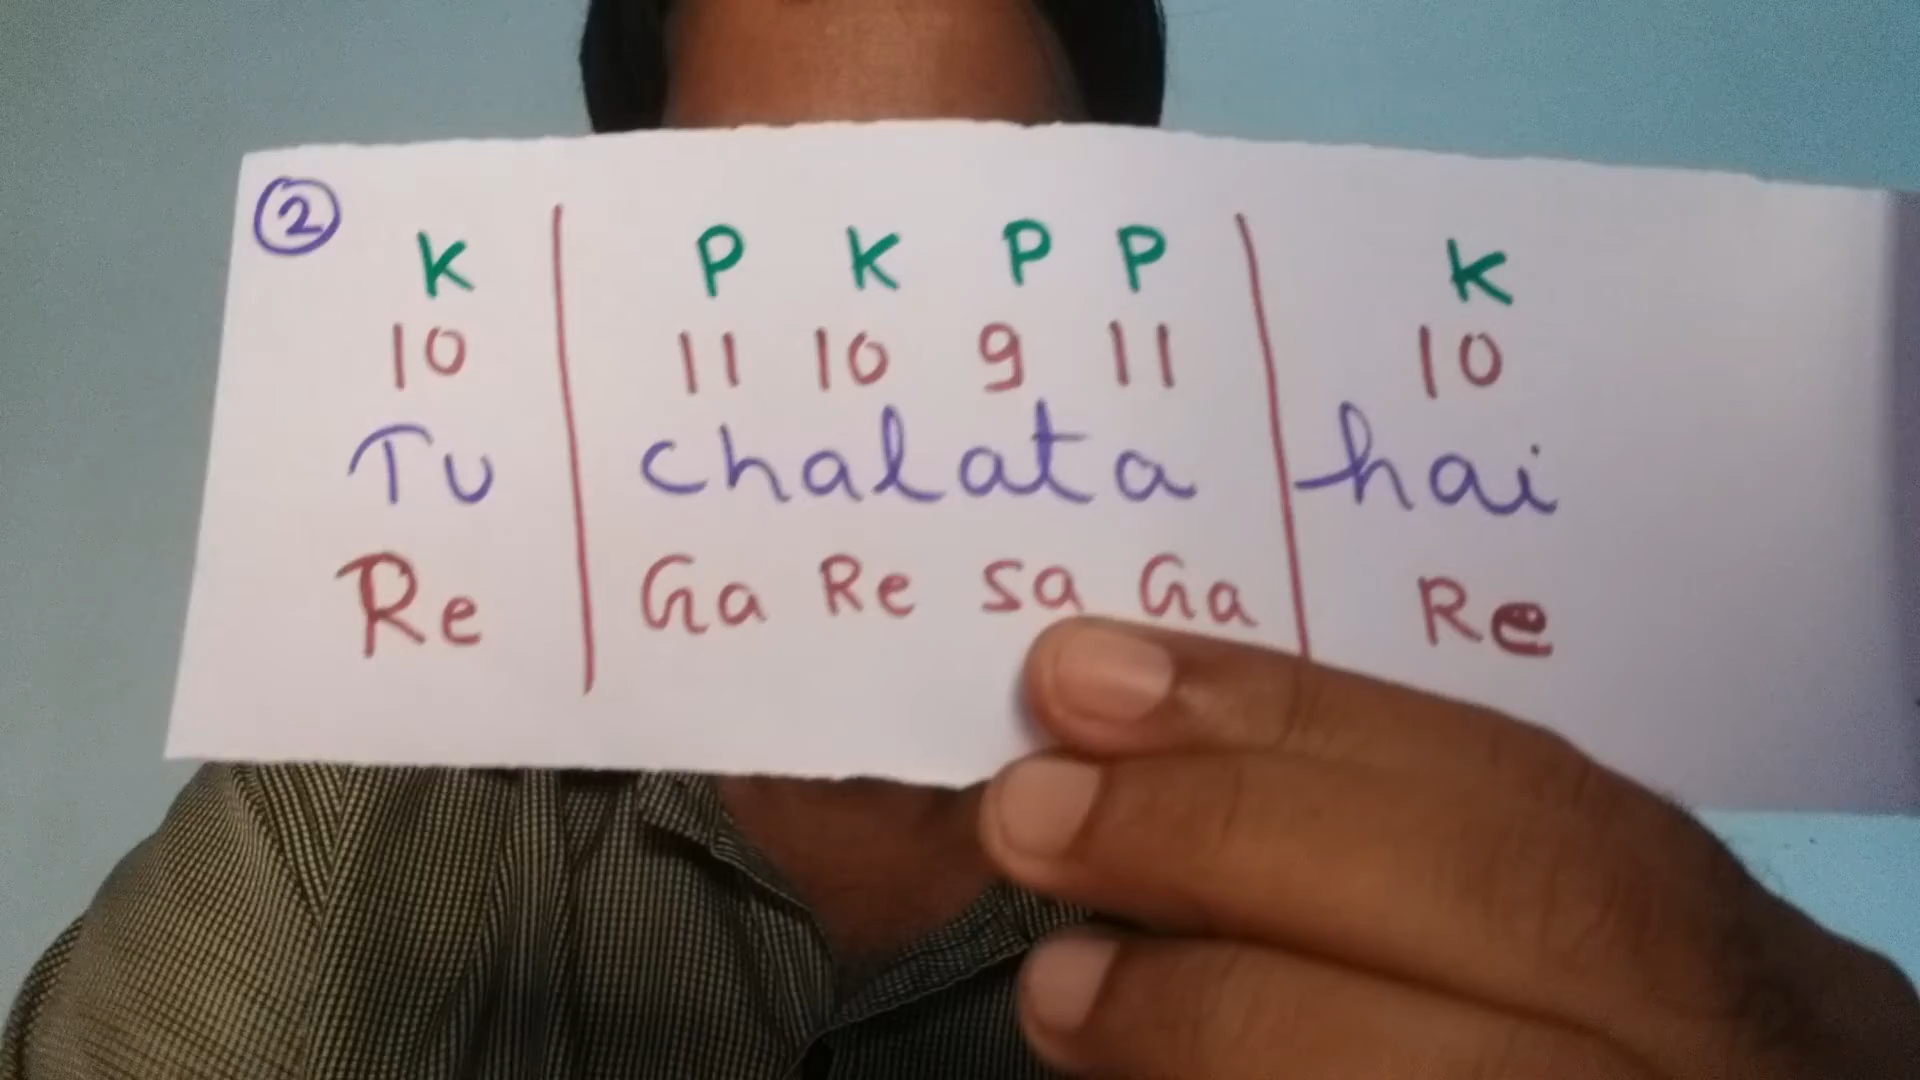 2
K | P K P P | K
10 | 11 10 9 11 | 10
Tu | chalata | hai
Re | Ga Re Sa Ga | Re